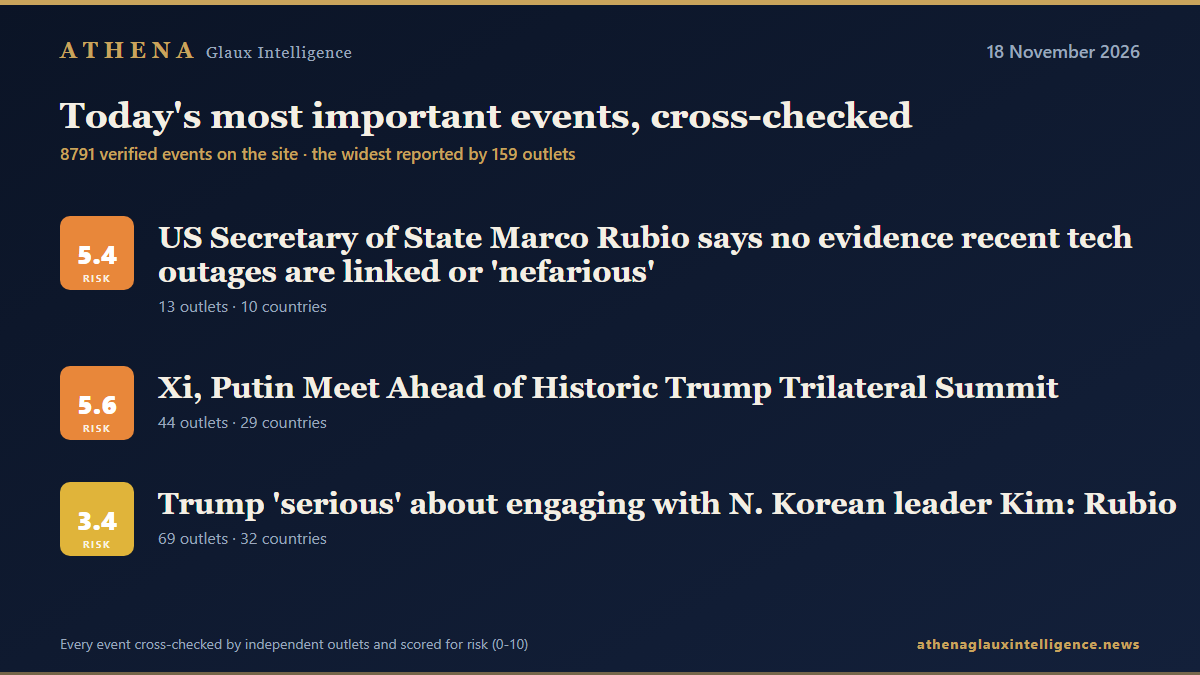 ATHENA Glaux Intelligence
18 November 2026
Today's most important events, cross-checked
8791 verified events on the site · the widest reported by 159 outlets
5.4
RISK
US Secretary of State Marco Rubio says no evidence recent tech
outages are linked or 'nefarious'
13 outlets · 10 countries
5.6
RISK
Xi, Putin Meet Ahead of Historic Trump Trilateral Summit
44 outlets · 29 countries
3.4
RISK
Trump 'serious' about engaging with N. Korean leader Kim: Rubio
69 outlets · 32 countries
Every event cross-checked by independent outlets and scored for risk (0-10)
athenaglauxintelligence.news